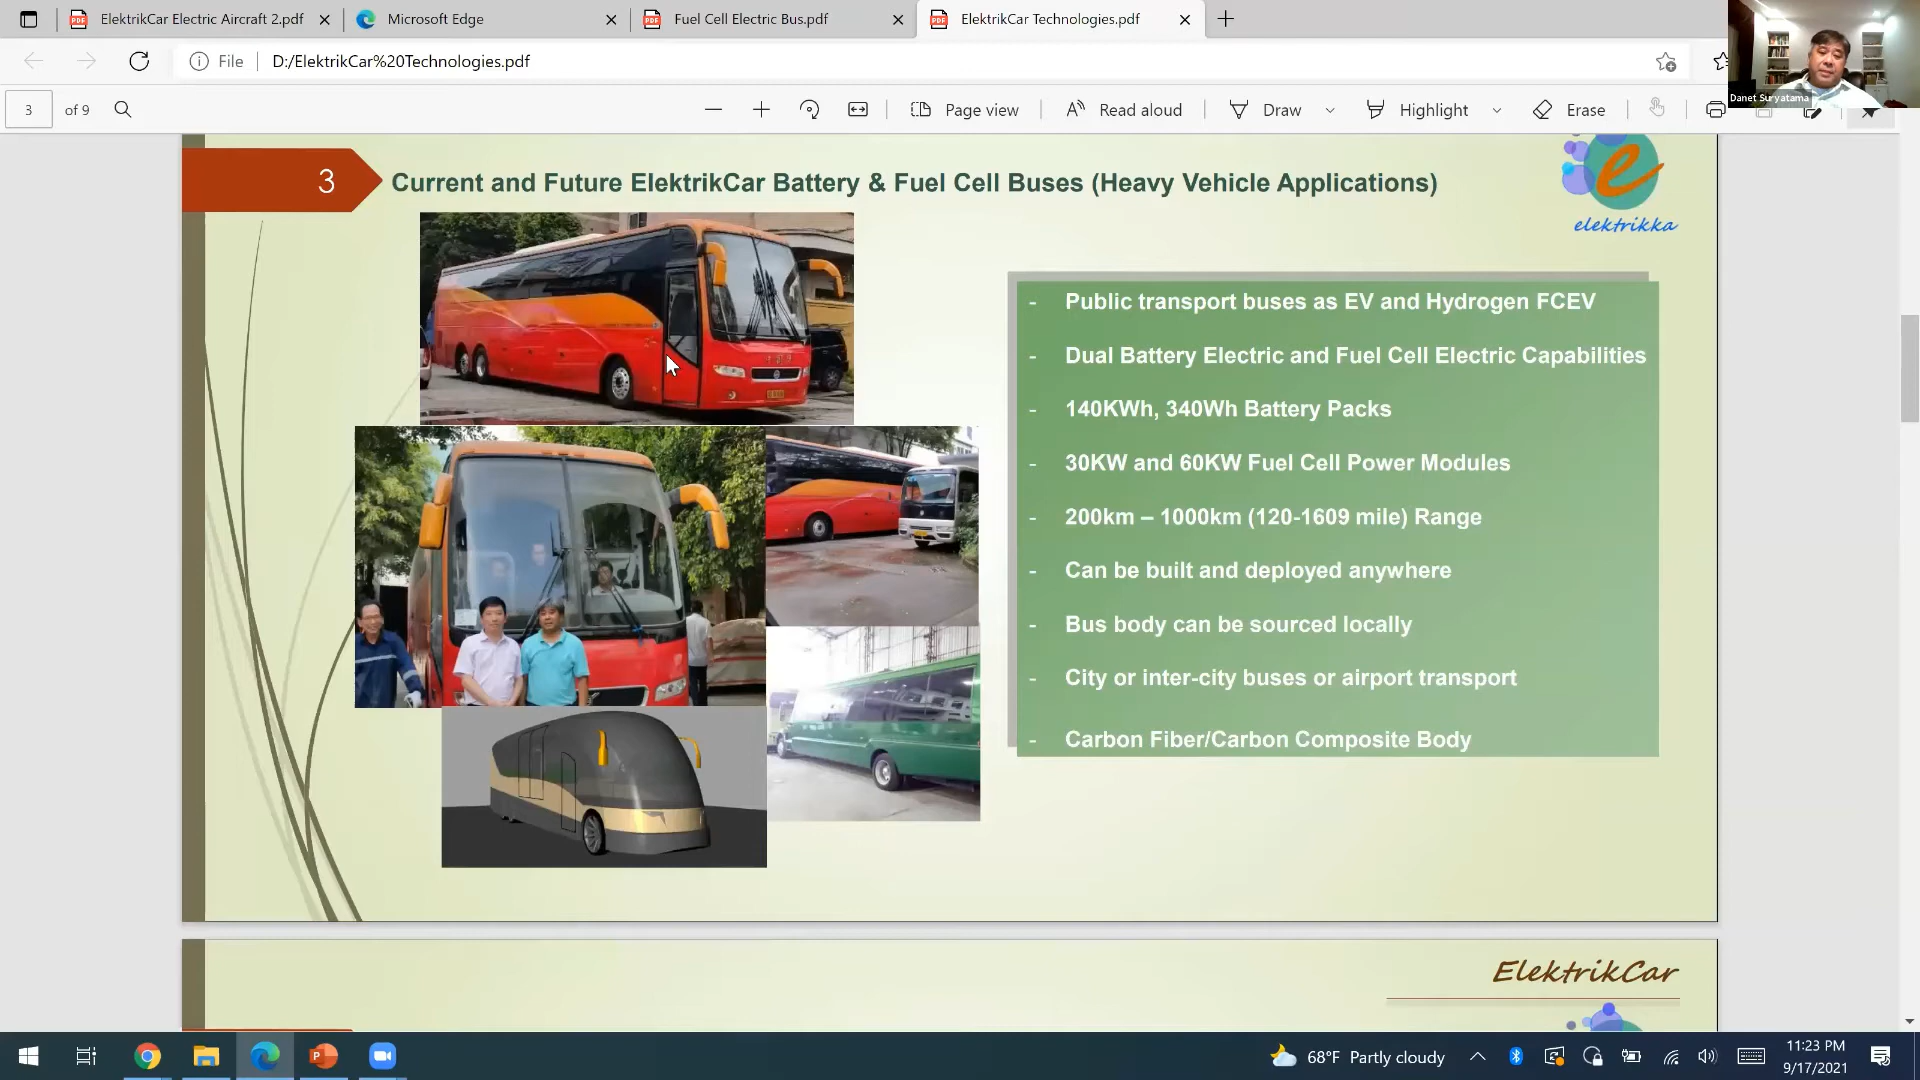 ElektrikCar Electric Aircraft 2.pdf
Microsoft Edge
Fuel Cell Electric Bus.pdf
ElektrikCar Technologies.pdf
File
D:/ElektrikCar%20Technologies.pdf
Danet Suryatama
3 of 9
Page view
Read aloud
Draw
Highlight
Erase
3
Current and Future ElektrikCar Battery & Fuel Cell Buses (Heavy Vehicle Applications)
e
elektrikka
- Public transport buses as EV and Hydrogen FCEV
- Dual Battery Electric and Fuel Cell Electric Capabilities
- 140KWh, 340Wh Battery Packs
- 30KW and 60KW Fuel Cell Power Modules
- 200km – 1000km (120-1609 mile) Range
- Can be built and deployed anywhere
- Bus body can be sourced locally
- City or inter-city buses or airport transport
- Carbon Fiber/Carbon Composite Body
ElektrikCar
68°F Partly cloudy
11:23 PM
9/17/2021